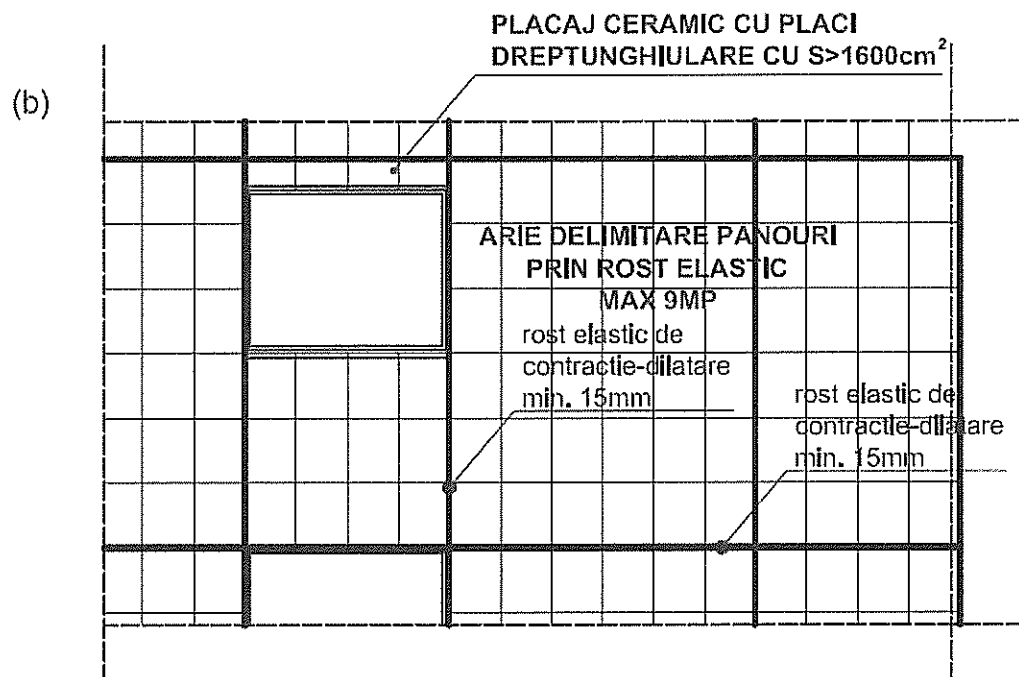 PLACAJ CERAMIC CU PLACI
DREPTUNGHIULARE CU S>1600cm²
(b)
ARIE DELIMITARE PANOURI
PRIN ROST ELASTIC
MAX 9MP
rost elastic de
contractie-dilatare
min. 15mm
rost elastic de
contractie-dilatare
min. 15mm